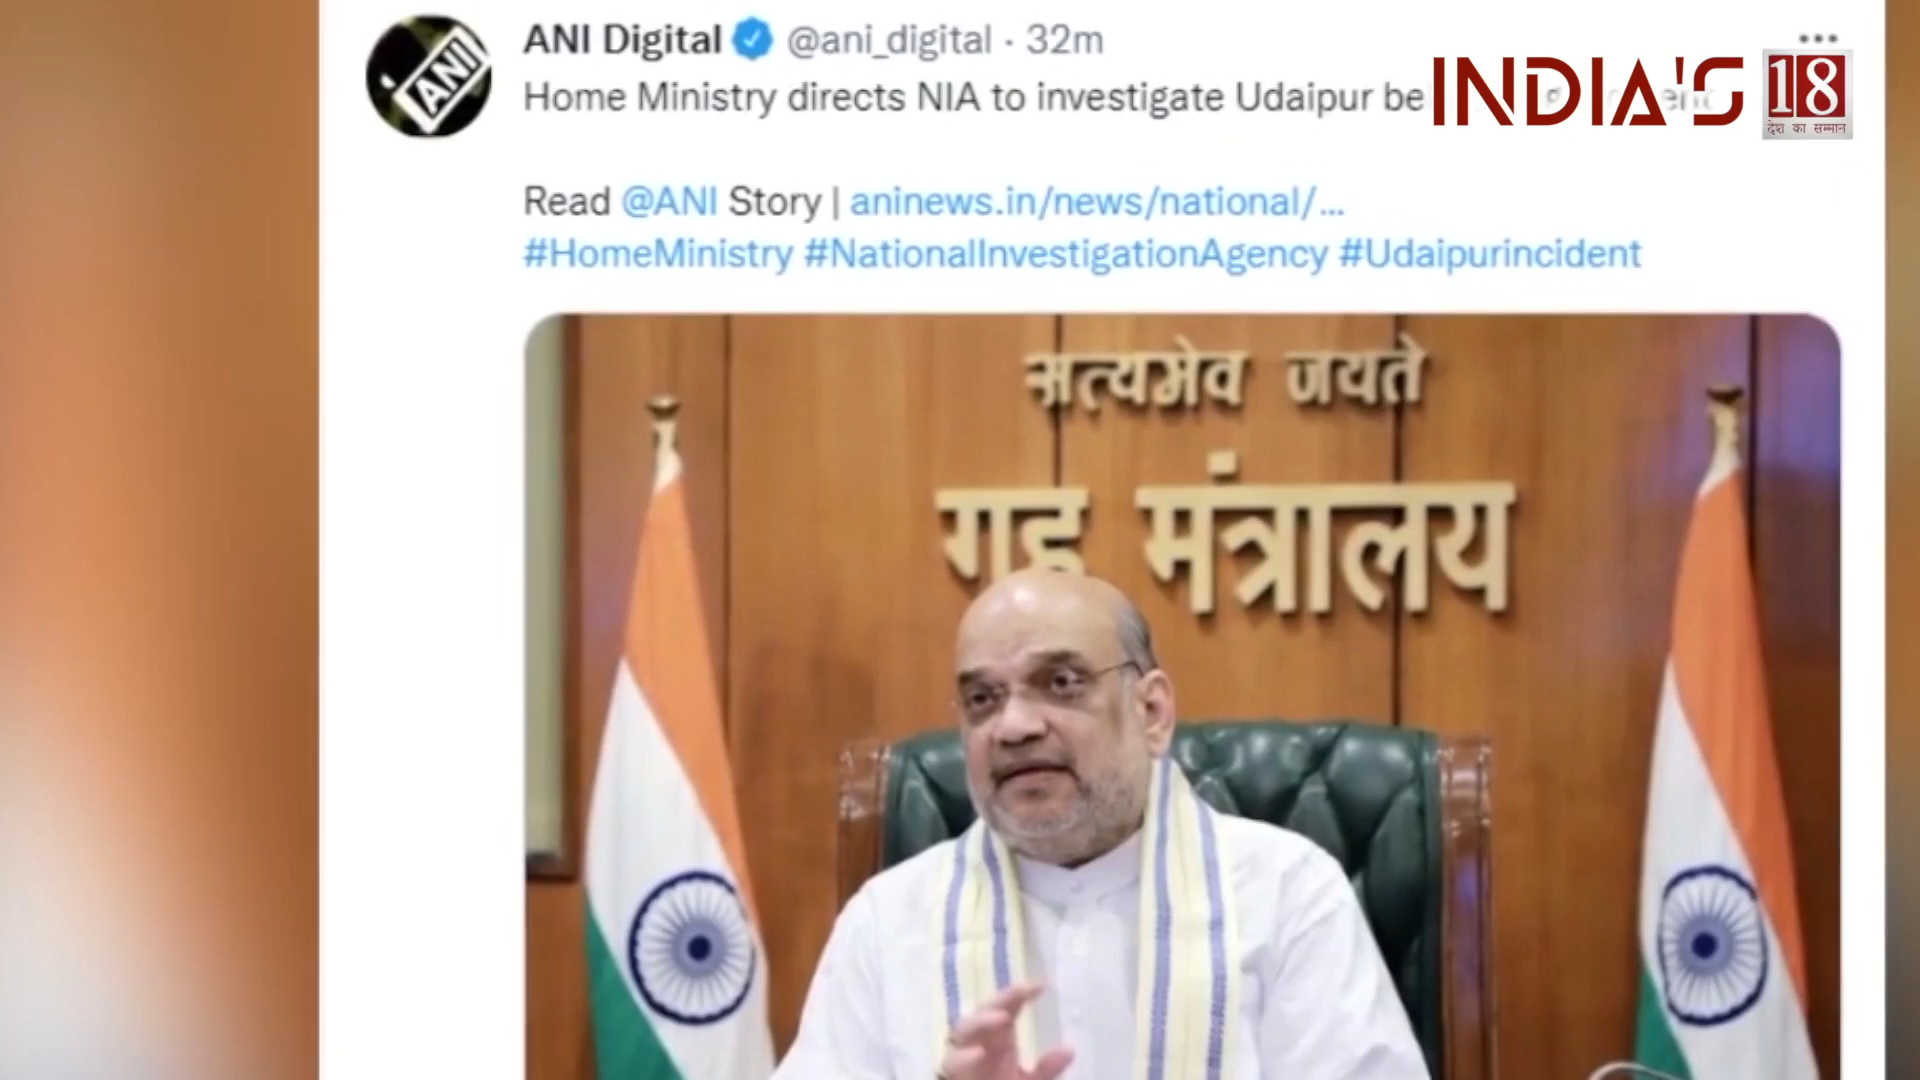 ANI Digital @ani_digital · 32m
Home Ministry directs NIA to investigate Udaipur be
INDIA'S 18
देश का सम्मान
Read @ANI Story | aninews.in/news/national/...
#HomeMinistry #NationalInvestigationAgency #Udaipurincident
ANI
सत्यमेव जयते
गृह मंत्रालय